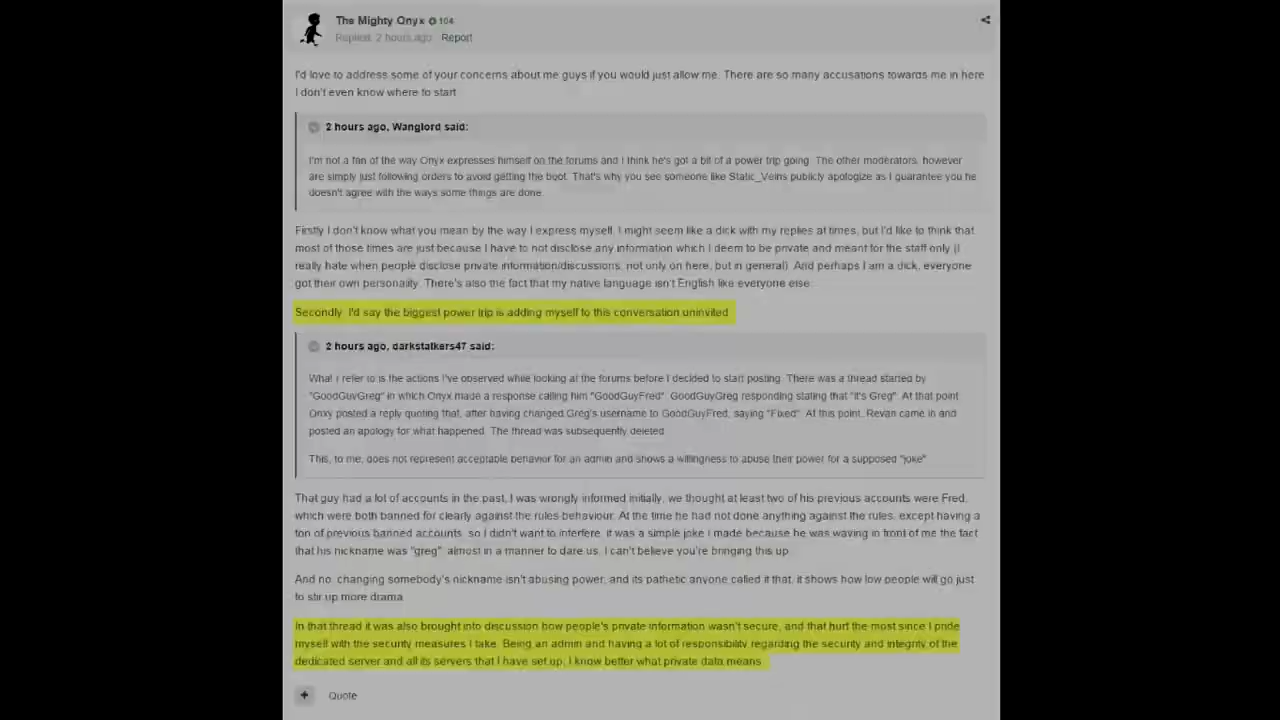 The Mighty Onyx 104
Replied: 2 hours ago Report
I'd love to address some of your concerns about me guys if you would just allow me. There are so many accusations towards me in here
I don't even know where to start
2 hours ago, Wanglord said:
I'm not a fan of the way Onyx expresses himself on the forums and I think he's got a bit of a power trip going. The other moderators, however
are simply just following orders to avoid getting the boot. That's why you see someone like Static_Veins publicly apologize as I guarantee you he
doesn't agree with the ways some things are done.
Firstly I don't know what you mean by the way I express myself. I might seem like a dick with my replies at times, but I'd like to think that
most of those times are just because I have to not disclose any information which I deem to be private and meant for the staff only (I
really hate when people disclose private information/discussions, not only on here, but in general). And perhaps I am a dick, everyone
got their own personality. There's also the fact that my native language isn't English like everyone else.
Secondly, I'd say the biggest power trip is adding myself to this conversation uninvited.
2 hours ago, darkstalkers47 said:
What I refer to is the actions I've observed while looking at the forums before I decided to start posting. There was a thread started by
"GoodGuyGreg" in which Onyx made a response calling him "GoodGuyFred". GoodGuyGreg responding stating that "It's Greg". At that point
Onxy posted a reply quoting that, after having changed Greg's username to GoodGuyFred, saying "Fixed". At this point, Revan came in and
posted an apology for what happened. The thread was subsequently deleted.
This, to me, does not represent acceptable behavior for an admin and shows a willingness to abuse their power for a supposed "joke"
That guy had a lot of accounts in the past, I was wrongly informed initially, we thought at least two of his previous accounts were Fred,
which were both banned for clearly against the rules behaviour. At the time he had not done anything against the rules, except having a
ton of previous banned accounts, so I didn't want to interfere, it was a simple joke I made because he was waving in front of me the fact
that his nickname was "greg", almost in a manner to dare us. I can't believe you're bringing this up.
And no, changing somebody's nickname isn't abusing power, and its pathetic anyone called it that, it shows how low people will go just
to stir up more drama.
In that thread it was also brought into discussion how people's private information wasn't secure, and that hurt the most since I pride
myself with the security measures I take. Being an admin and having a lot of responsibility regarding the security and integrity of the
dedicated server and all its servers that I have set up, I know better what private data means.
+ Quote